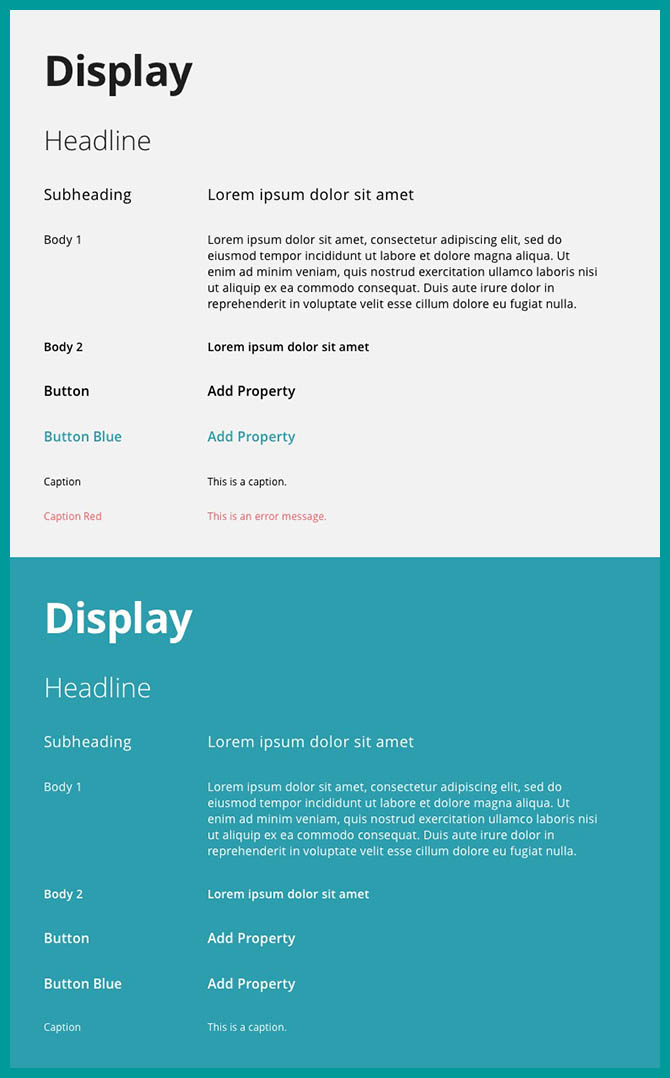 Display
Headline
Subheading Lorem ipsum dolor sit amet
Body 1 Lorem ipsum dolor sit amet, consectetur adipiscing elit, sed do
eiusmod tempor incididunt ut labore et dolore magna aliqua. Ut
enim ad minim veniam, quis nostrud exercitation ullamco laboris nisi
ut aliquip ex ea commodo consequat. Duis aute irure dolor in
reprehenderit in voluptate velit esse cillum dolore eu fugiat nulla.
Body 2 Lorem ipsum dolor sit amet
Button Add Property
Button Blue Add Property
Caption This is a caption.
Caption Red This is an error message.
Display
Headline
Subheading Lorem ipsum dolor sit amet
Body 1 Lorem ipsum dolor sit amet, consectetur adipiscing elit, sed do
eiusmod tempor incididunt ut labore et dolore magna aliqua. Ut
enim ad minim veniam, quis nostrud exercitation ullamco laboris nisi
ut aliquip ex ea commodo consequat. Duis aute irure dolor in
reprehenderit in voluptate velit esse cillum dolore eu fugiat nulla.
Body 2 Lorem ipsum dolor sit amet
Button Add Property
Button Blue Add Property
Caption This is a caption.